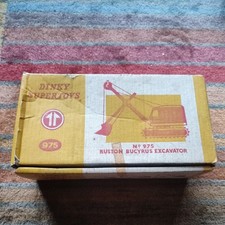 DINKY
SUPERTOYS
975
Nº 975
RUSTON BUCYRUS EXCAVATOR